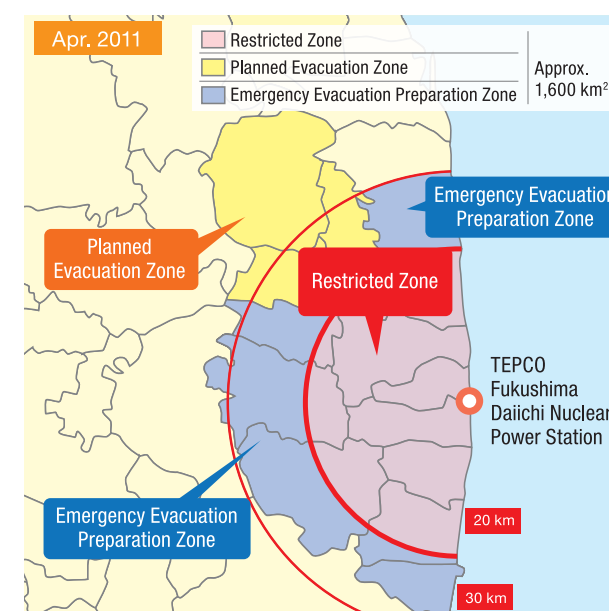 Apr. 2011
Restricted Zone
Planned Evacuation Zone
Emergency Evacuation Preparation Zone
Approx.
1,600 km²
Emergency Evacuation
Preparation Zone
Planned
Evacuation Zone
Restricted Zone
TEPCO
Fukushima
Daiichi Nuclear
Power Station
Emergency Evacuation
Preparation Zone
20 km
30 km